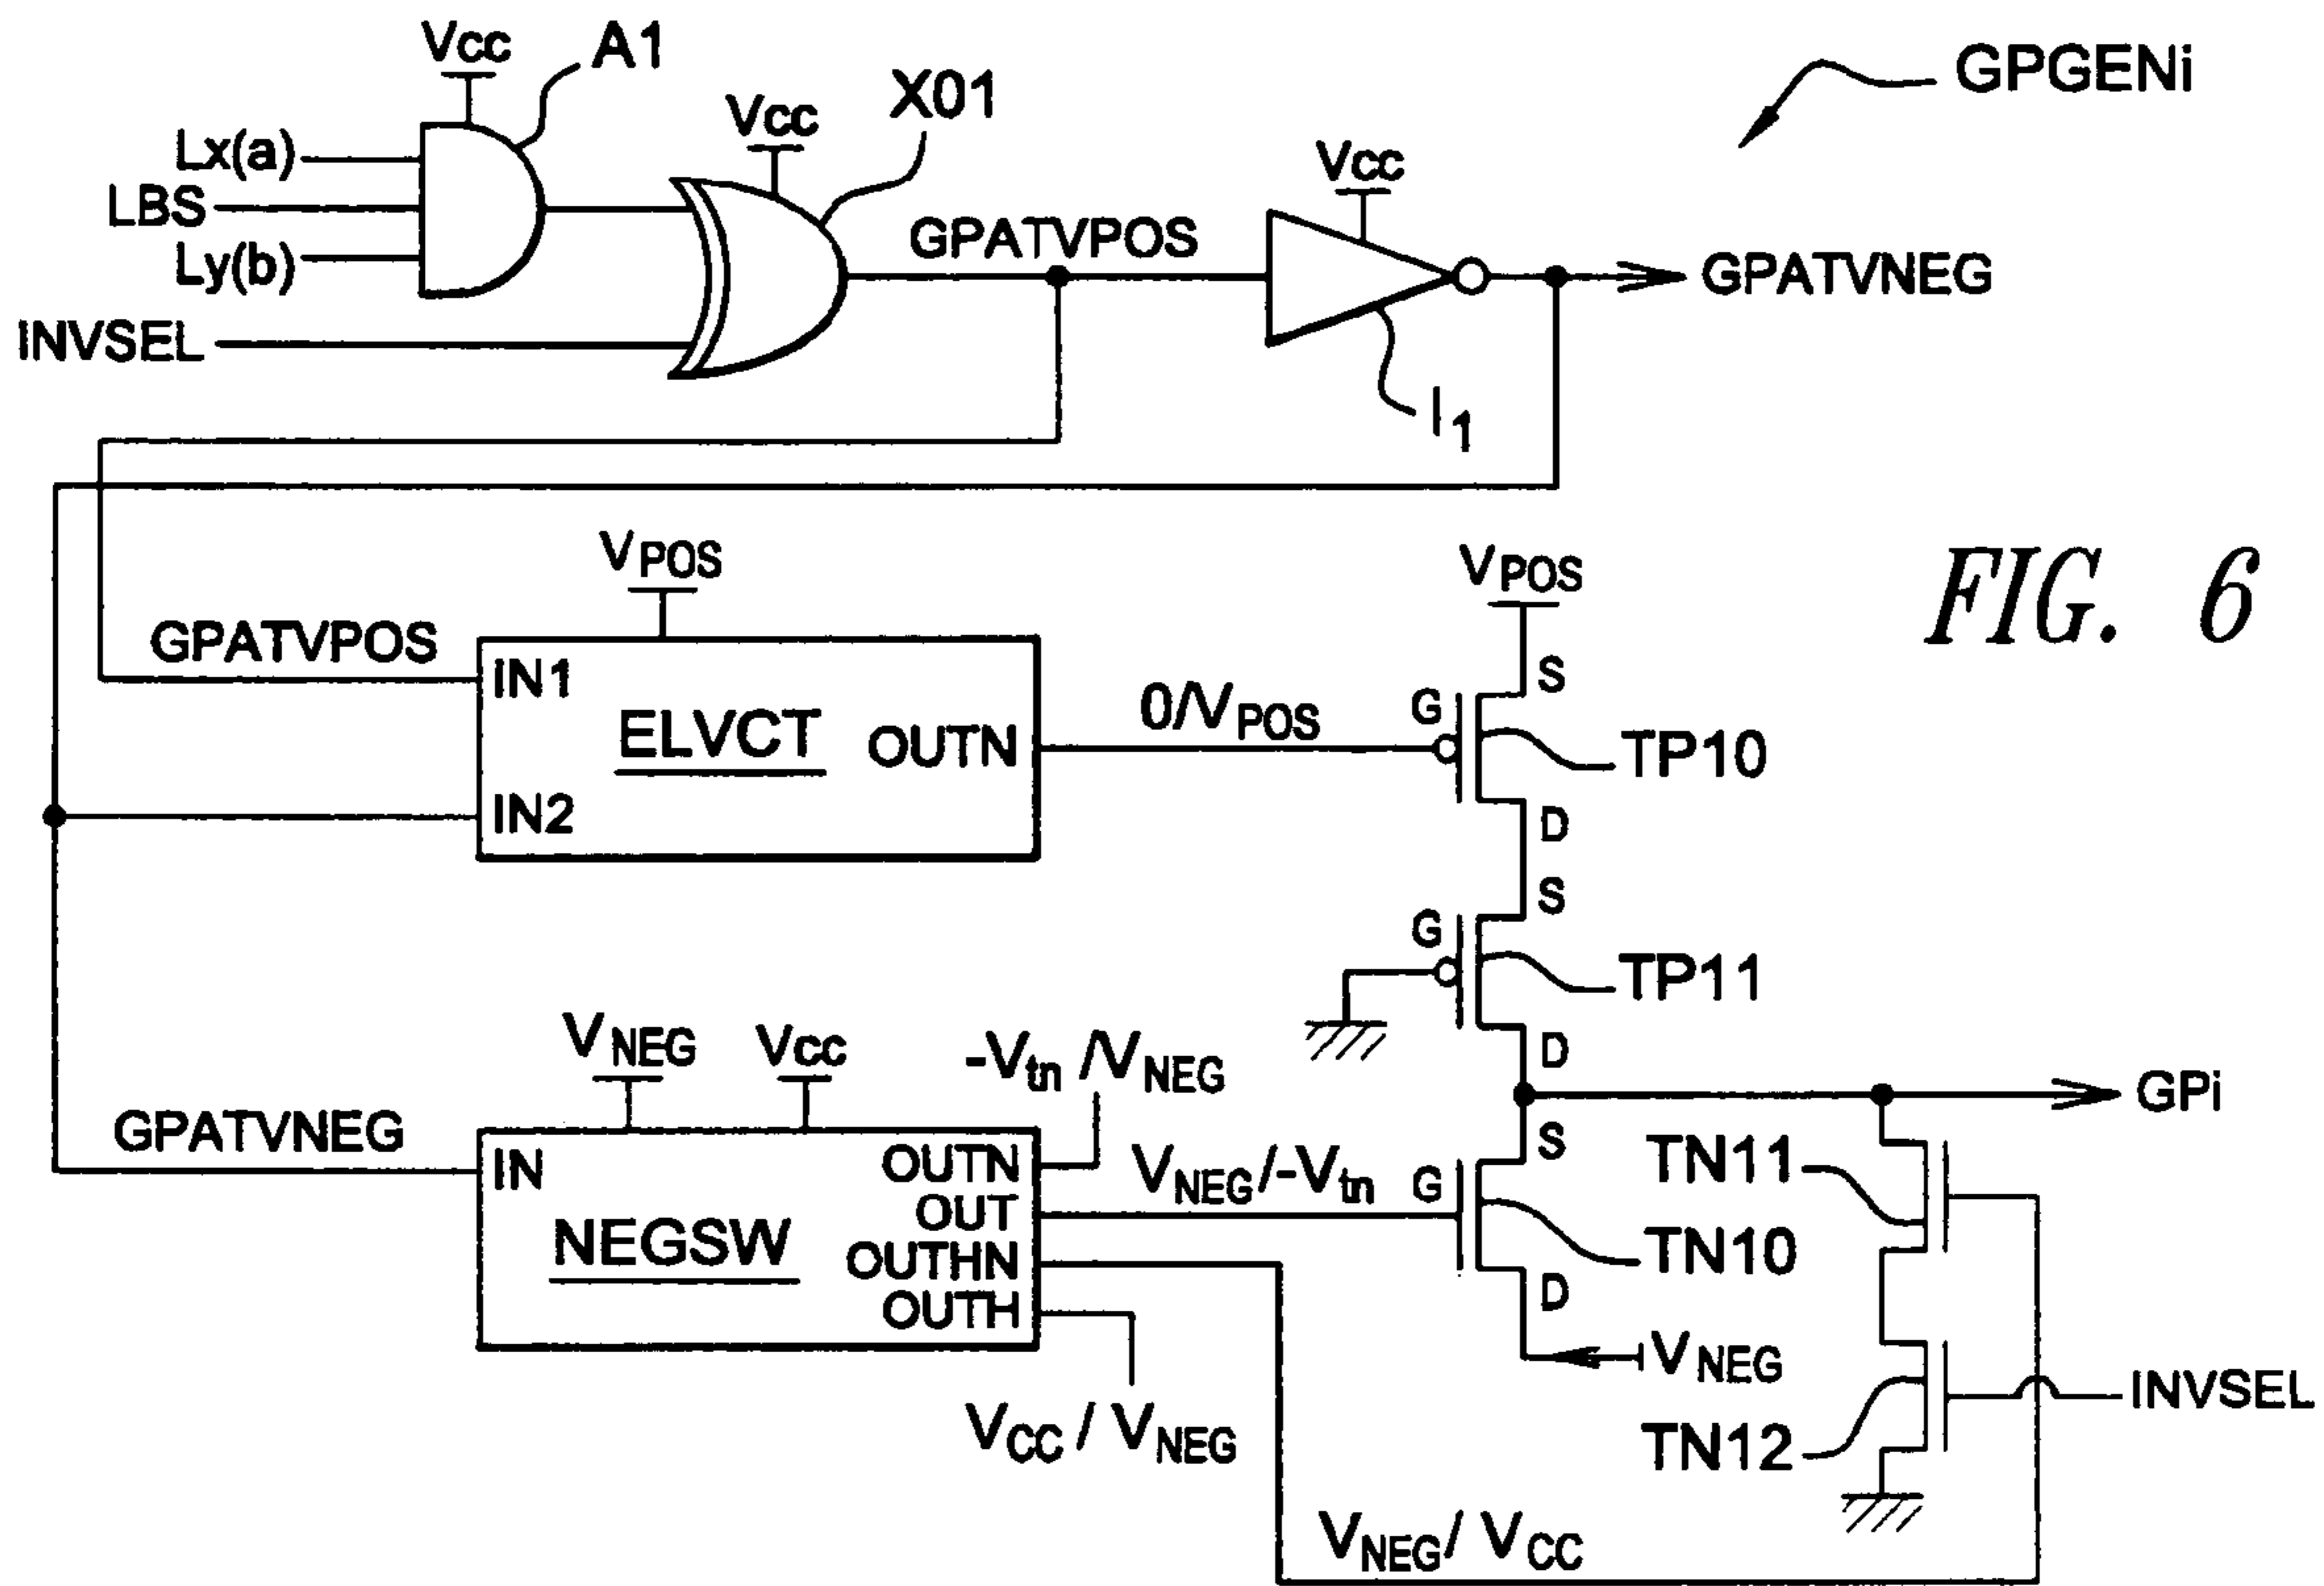 Vcc
A1
Vcc
X01
GPGENi
Lx(a)
LBS
Ly(b)
INVSEL
GPATVPOS
Vcc
GPATVNEG
I1
FIG. 6
VPOS
GPATVPOS
IN1
ELVCT
OUTN
IN2
0/VPOS
VPOS
S
G
TP10
D
S
G
TP11
D
GPi
VNEG
Vcc
-Vtn /VNEG
GPATVNEG
IN
NEGSW
OUTN
OUT
OUTHN
OUTH
VNEG/-Vtn
G
S
TN10
D
VNEG
TN11
TN12
INVSEL
VCC / VNEG
VNEG/ VCC